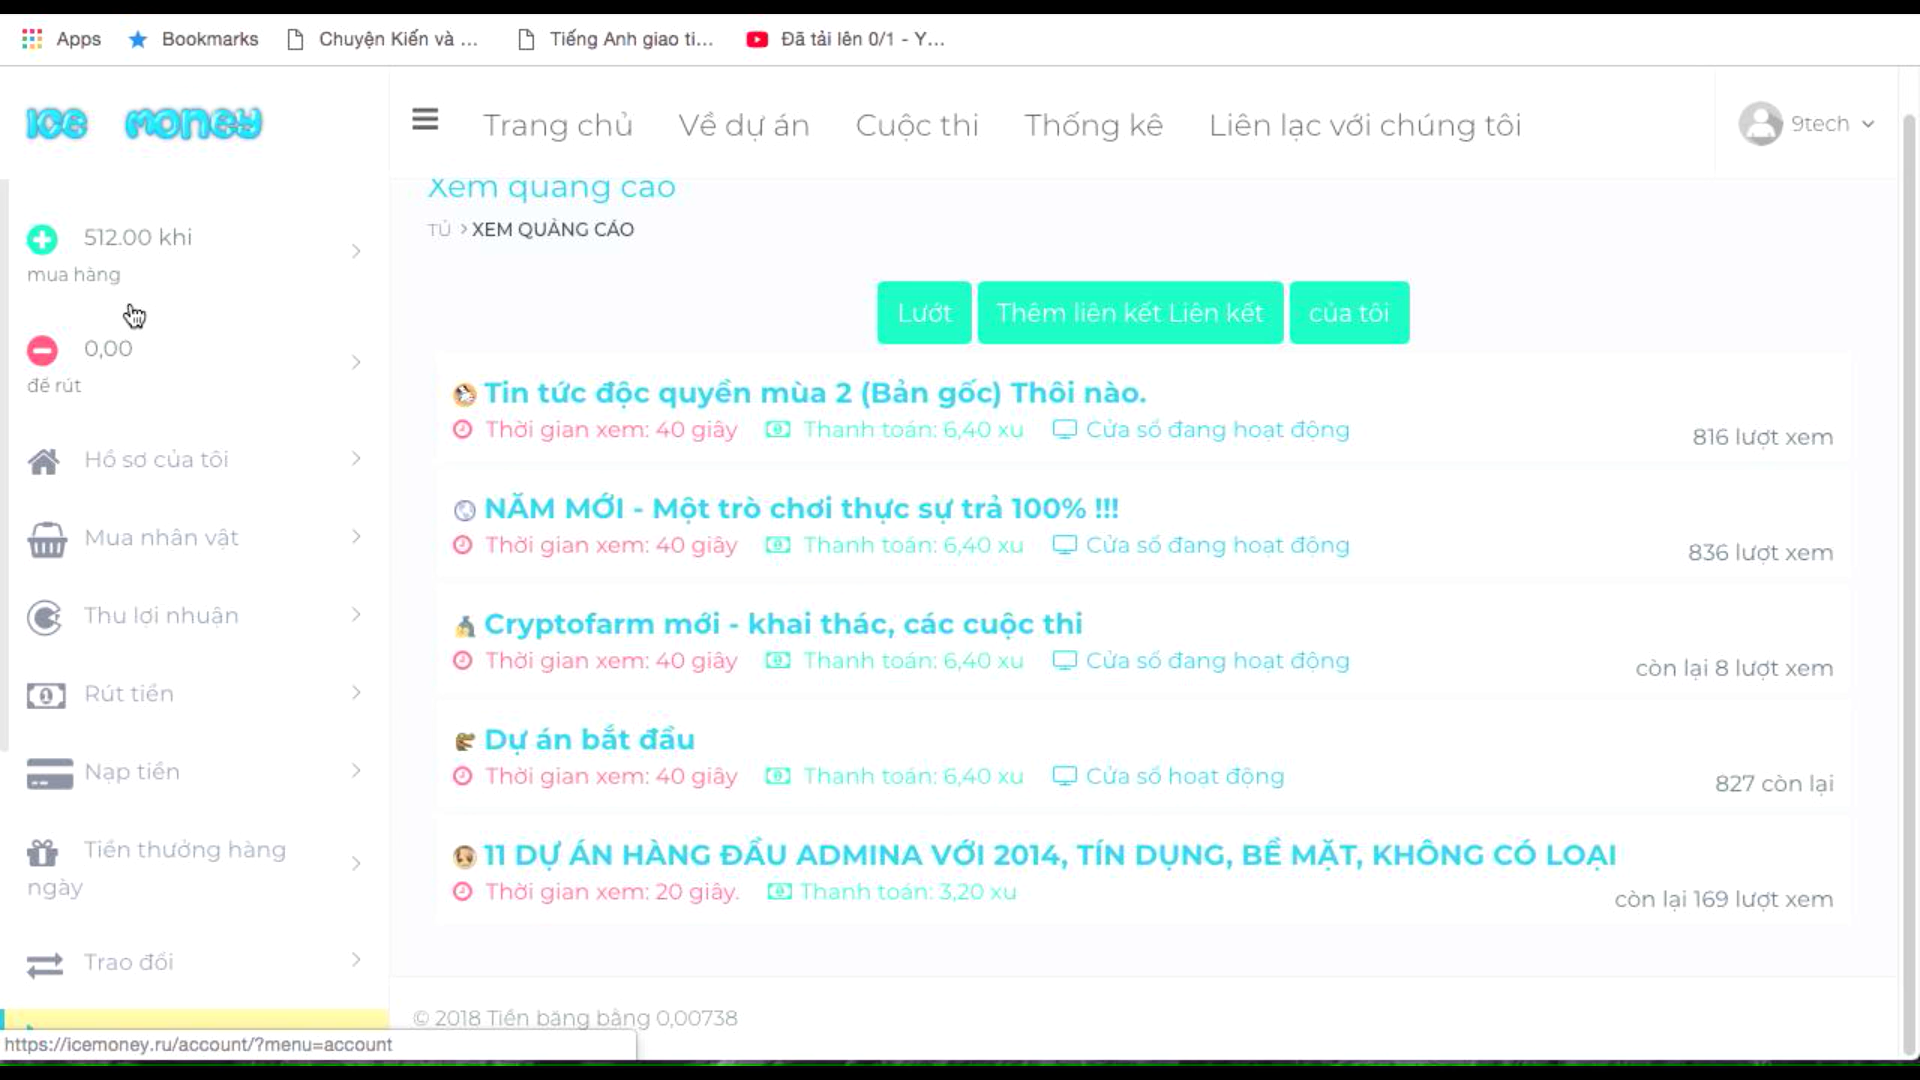 Apps Bookmarks Chuyện Kiến và ... Tiếng Anh giao ti... Đã tải lên 0/1 - Y...
ice money
Trang chủ Về dự án Cuộc thi Thống kê Liên lạc với chúng tôi
9tech
512.00 khi
mua hàng
0,00
để rút
Hồ sơ của tôi
Mua nhân vật
Thu lợi nhuận
Rút tiền
Nạp tiền
Tiền thưởng hàng
ngày
Trao đổi
Xem quảng cáo
TỦ > XEM QUẢNG CÁO
Lướt Thêm liên kết Liên kết của tôi
Tin tức độc quyền mùa 2 (Bản gốc) Thôi nào.
Thời gian xem: 40 giây Thanh toán: 6,40 xu Cửa sổ đang hoạt động
816 lượt xem
NĂM MỚI - Một trò chơi thực sự trả 100% !!!
Thời gian xem: 40 giây Thanh toán: 6,40 xu Cửa sổ đang hoạt động
836 lượt xem
Cryptofarm mới - khai thác, các cuộc thi
Thời gian xem: 40 giây Thanh toán: 6,40 xu Cửa sổ đang hoạt động
còn lại 8 lượt xem
Dự án bắt đầu
Thời gian xem: 40 giây Thanh toán: 6,40 xu Cửa sổ hoạt động
827 còn lại
11 DỰ ÁN HÀNG ĐẦU ADMINA VỚI 2014, TÍN DỤNG, BỀ MẶT, KHÔNG CÓ LOẠI
Thời gian xem: 20 giây. Thanh toán: 3,20 xu
còn lại 169 lượt xem
© 2018 Tiền băng bằng 0,00738
https://icemoney.ru/account/?menu=account